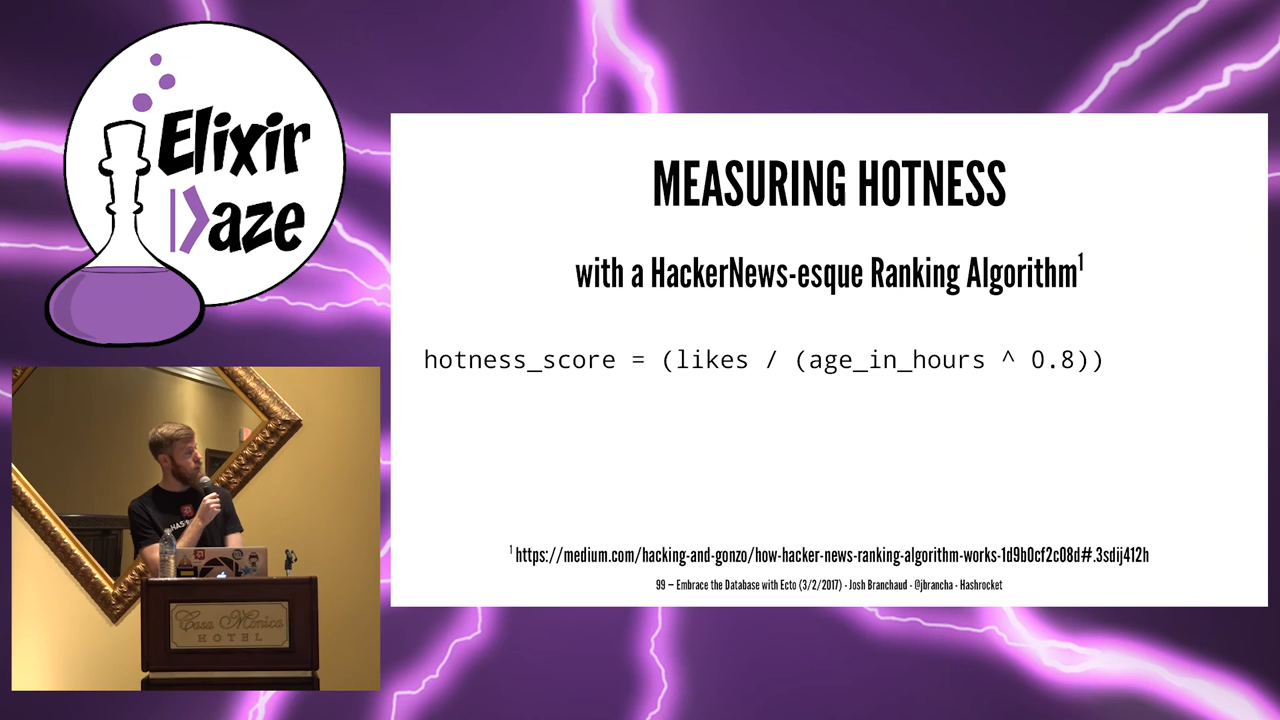 Elixir
|>aze
MEASURING HOTNESS
with a HackerNews-esque Ranking Algorithm¹
hotness_score = (likes / (age_in_hours ^ 0.8))
¹ https://medium.com/hacking-and-gonzo/how-hacker-news-ranking-algorithm-works-1d9b0cf2c08d#.3sdij412h
99 – Embrace the Database with Ecto (3/2/2017) - Josh Branchaud - @jbrancha - Hashrocket
Casa Monica
HOTEL